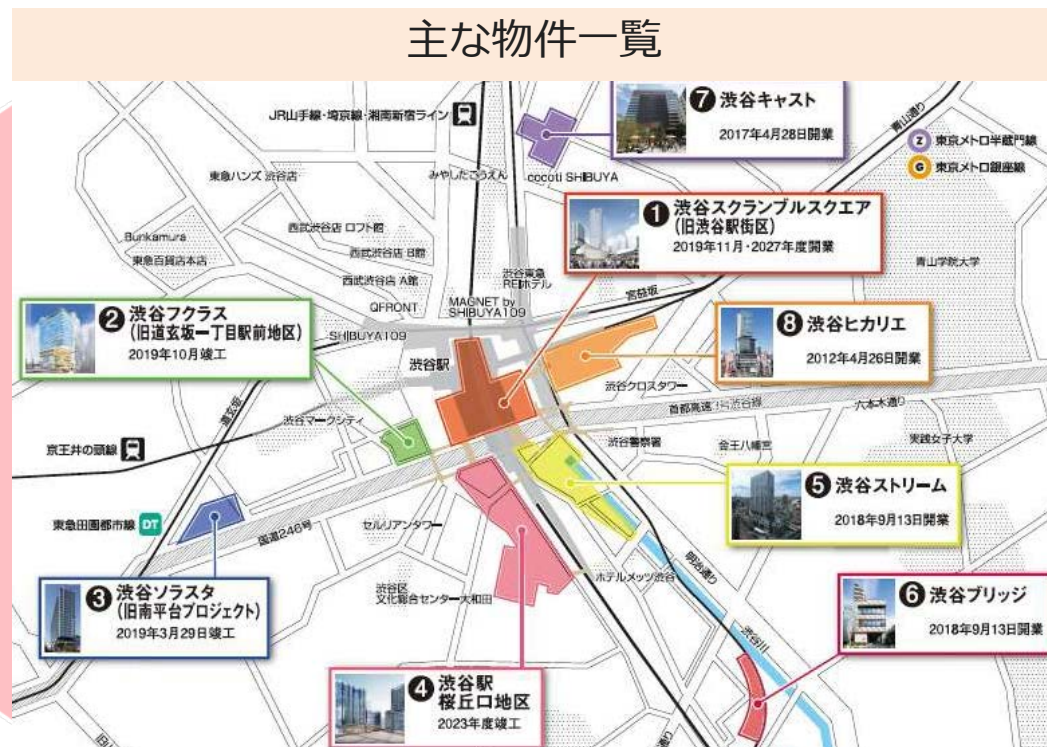 主な物件一覧
JR山手線・埼京線・湘南新宿ライン
❼ 渋谷キャスト
2017年4月28日開業
青山通り
Z 東京メトロ半蔵門線
G 東京メトロ銀座線
東急ハンズ 渋谷店
みやしたこうえん
cocoti SHIBUYA
❶ 渋谷スクランブルスクエア
(旧渋谷駅街区)
2019年11月・2027年度開業
Bunkamura
東急百貨店本店
西武渋谷店 ロフト館
西武渋谷店 B館
西武渋谷店 A館
渋谷東急
REIホテル
青山学院大学
宮益坂
QFRONT
MAGNET by
SHIBUYA109
SHIBUYA109
❷ 渋谷フクラス
(旧道玄坂一丁目駅前地区)
2019年10月竣工
❽ 渋谷ヒカリエ
2012年4月26日開業
渋谷駅
渋谷クロスタワー
首都高速3号渋谷線
六本木通り
道玄坂
渋谷マークシティ
京王井の頭線
渋谷警察署
金王八幡宮
実践女子大学
❺ 渋谷ストリーム
2018年9月13日開業
東急田園都市線 DT
国道246号
セルリアンタワー
明治通り
ホテルメッツ渋谷
渋谷区
文化総合センター大和田
❸ 渋谷ソラスタ
(旧南平台プロジェクト)
2019年3月29日竣工
❻ 渋谷ブリッジ
2018年9月13日開業
渋谷川
❹ 渋谷駅
桜丘口地区
2023年度竣工